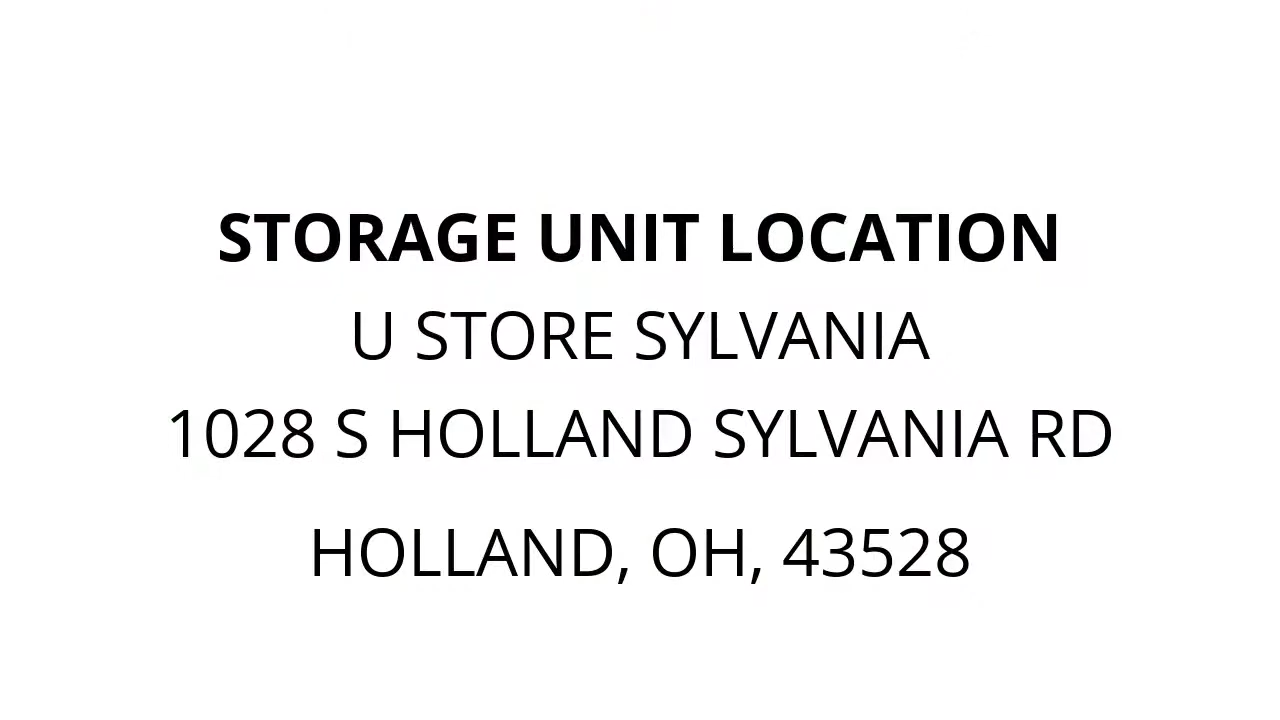 STORAGE UNIT LOCATION
U STORE SYLVANIA
1028 S HOLLAND SYLVANIA RD
HOLLAND, OH, 43528